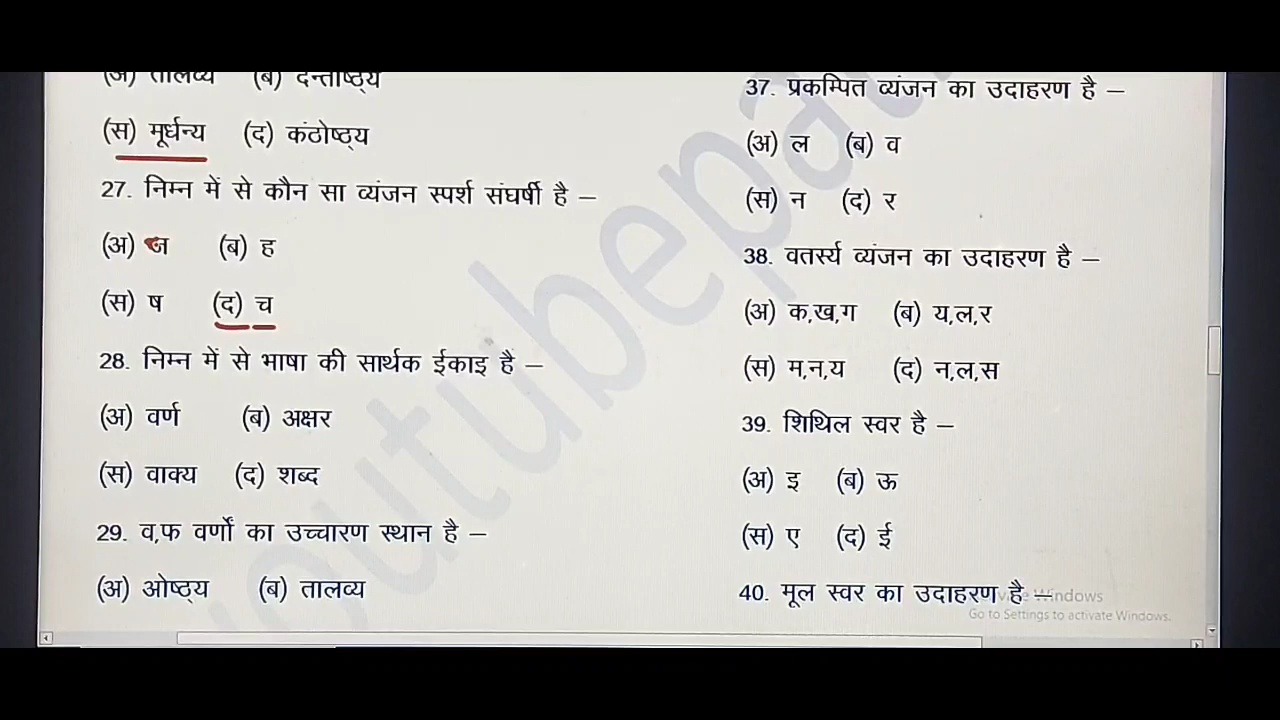 (अ) तालव्य (ब) दन्तोष्ठ्य
(स) मूर्धन्य (द) कंठोष्ठ्य
27. निम्न में से कौन सा व्यंजन स्पर्श संघर्षी है –
(अ) ज (ब) ह
(स) ष (द) च
28. निम्न में से भाषा की सार्थक ईकाइ है –
(अ) वर्ण (ब) अक्षर
(स) वाक्य (द) शब्द
29. व,फ वर्णों का उच्चारण स्थान है –
(अ) ओष्ठ्य (ब) तालव्य
37. प्रकम्पित व्यंजन का उदाहरण है –
(अ) ल (ब) व
(स) न (द) र
38. वतर्स्य व्यंजन का उदाहरण है –
(अ) क,ख,ग (ब) य,ल,र
(स) म,न,य (द) न,ल,स
39. शिथिल स्वर है –
(अ) इ (ब) ऊ
(स) ए (द) ई
40. मूल स्वर का उदाहरण है –
Windows
Go to Settings to activate Windows.